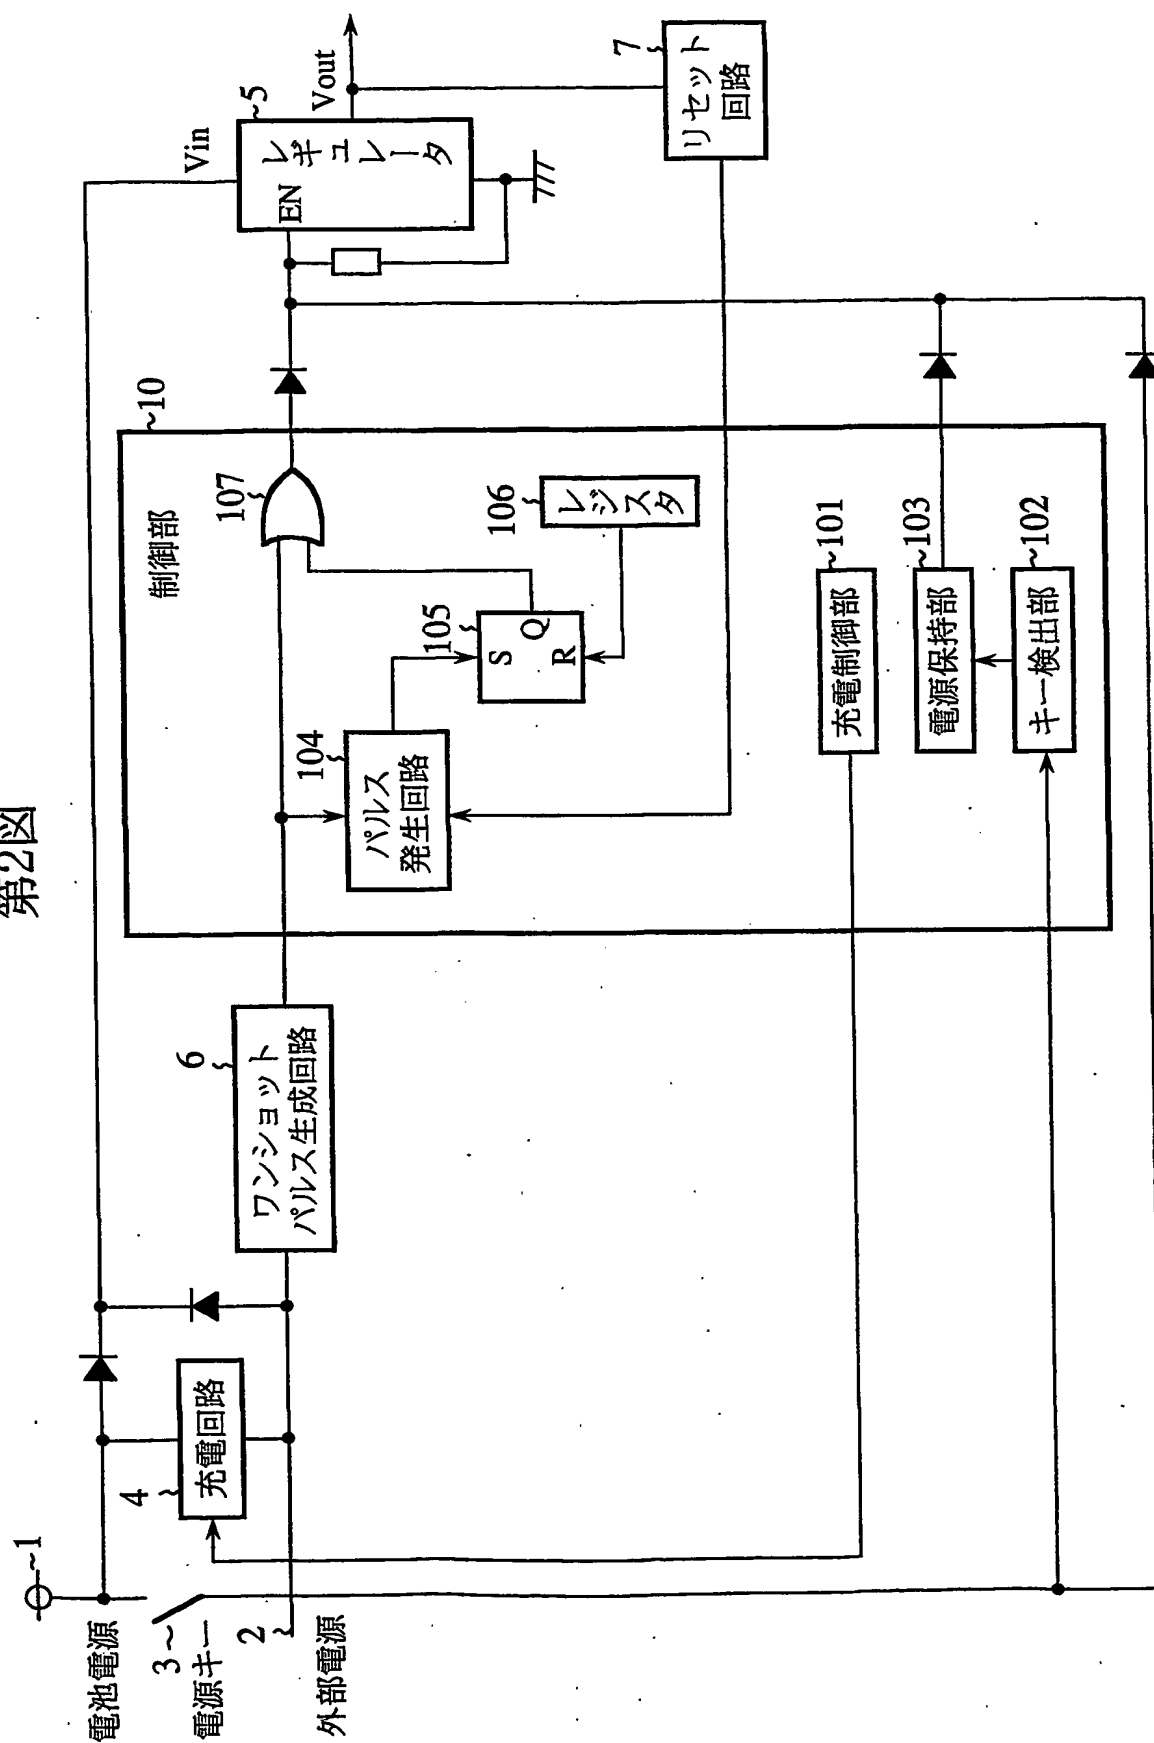 第2図
電池電源
1
3
電源キー
2
外部電源
4
充電回路
6
ワンショット
パルス生成回路
10
制御部
104
パルス
発生回路
105
S
Q
R
106
レジスタ
107
101
充電制御部
103
電源保持部
102
キー検出部
Vin
5
レギュレータ
EN
Vout
7
リセット
回路